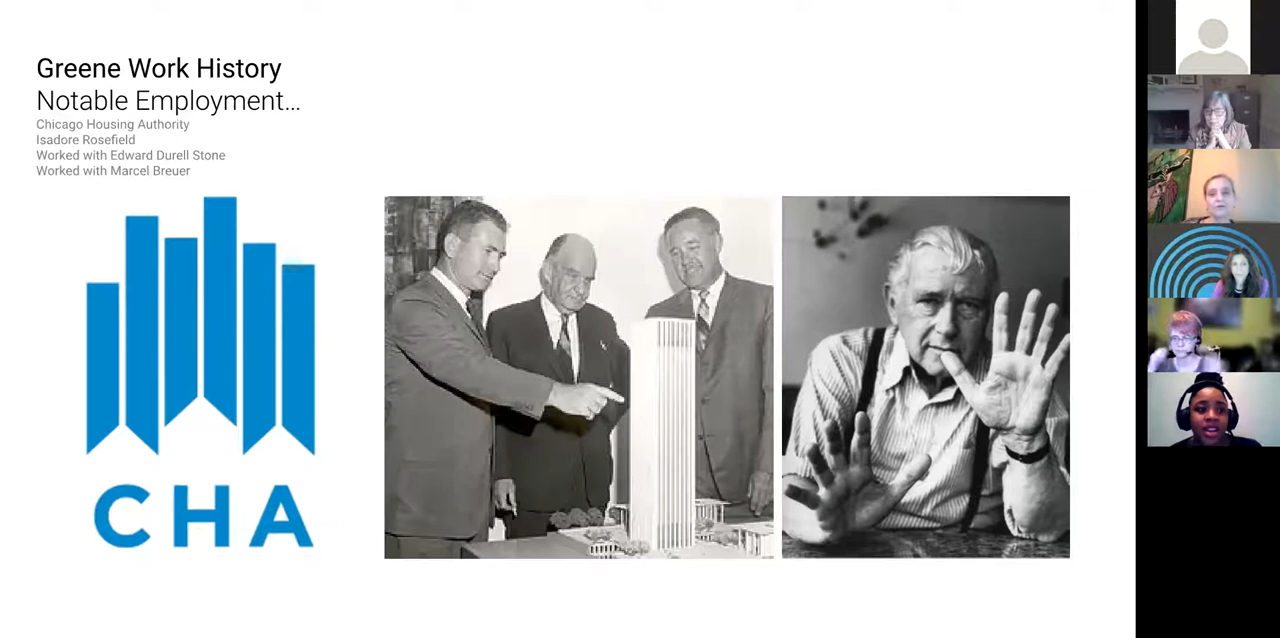 Greene Work History
Notable Employment…
Chicago Housing Authority
Isadore Rosefield
Worked with Edward Durell Stone
Worked with Marcel Breuer
CHA